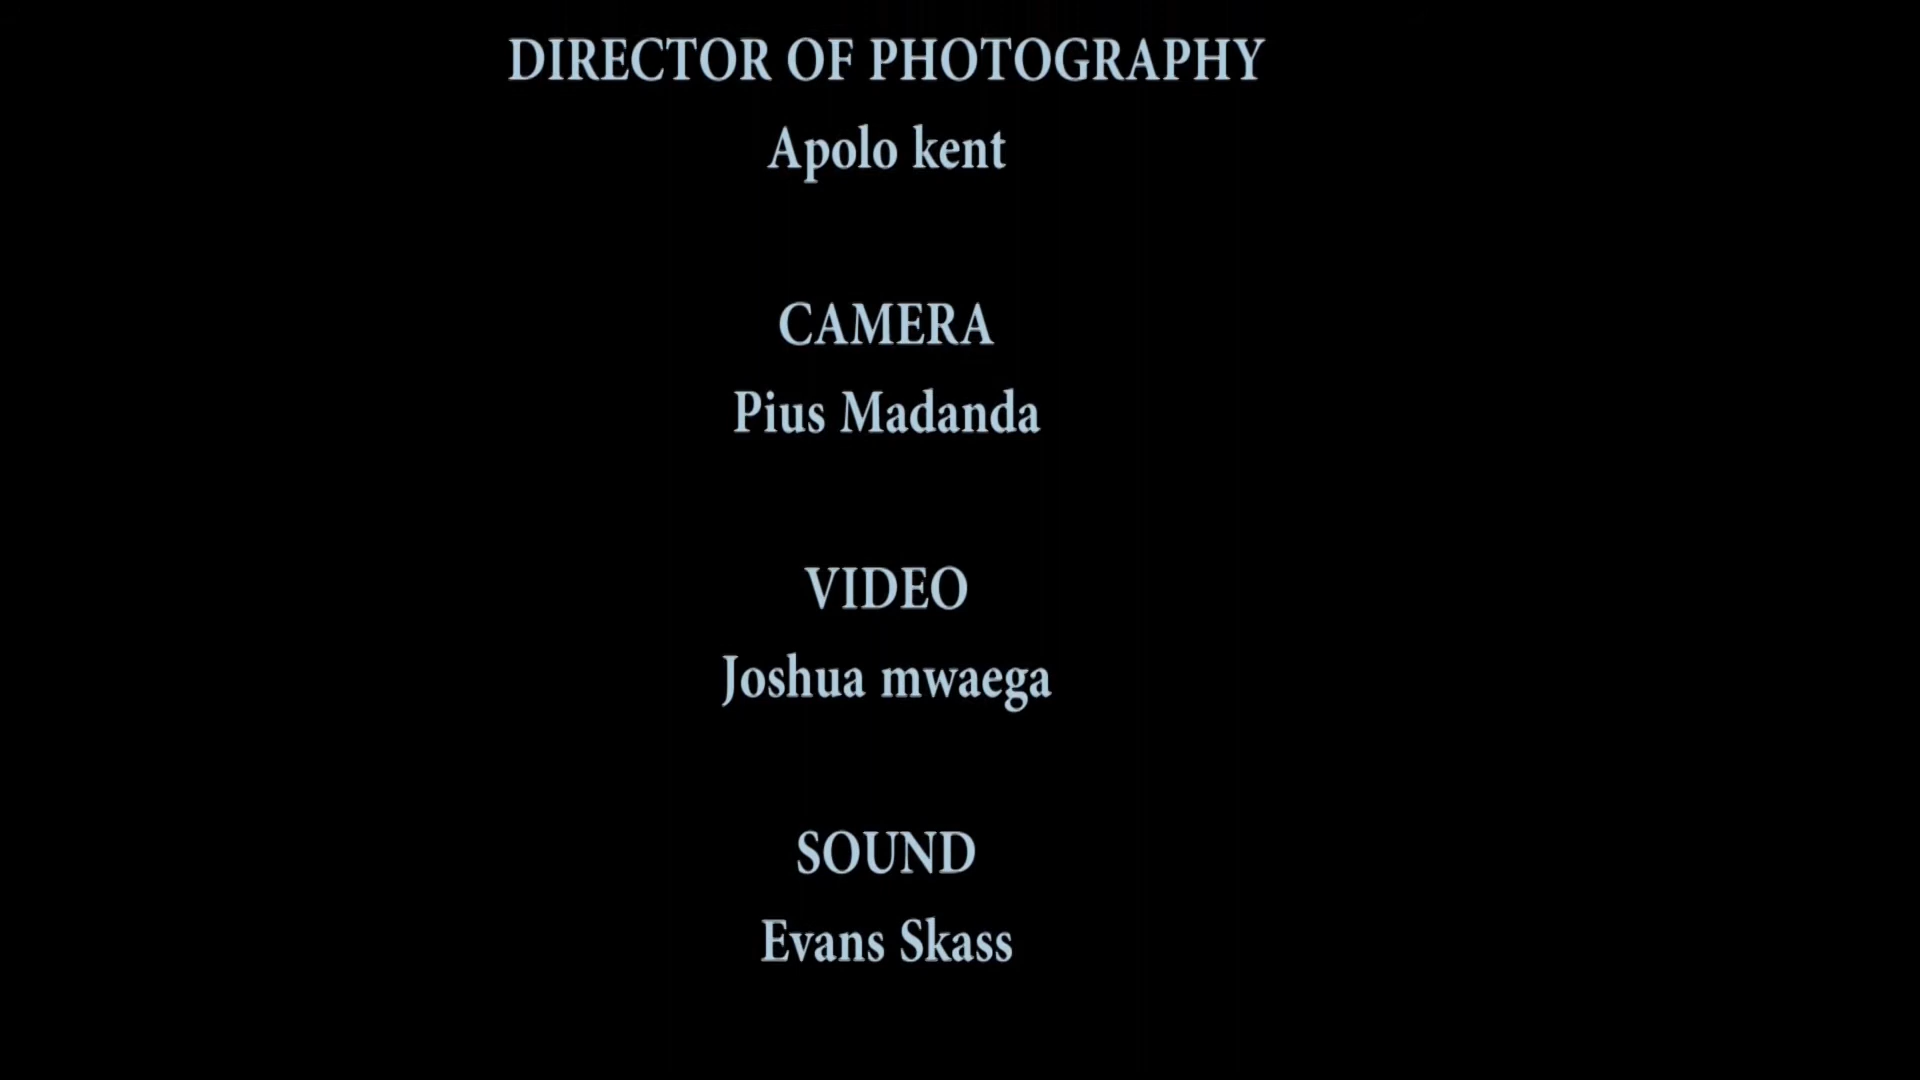 DIRECTOR OF PHOTOGRAPHY
Apolo kent
CAMERA
Pius Madanda
VIDEO
Joshua mwaega
SOUND
Evans Skass